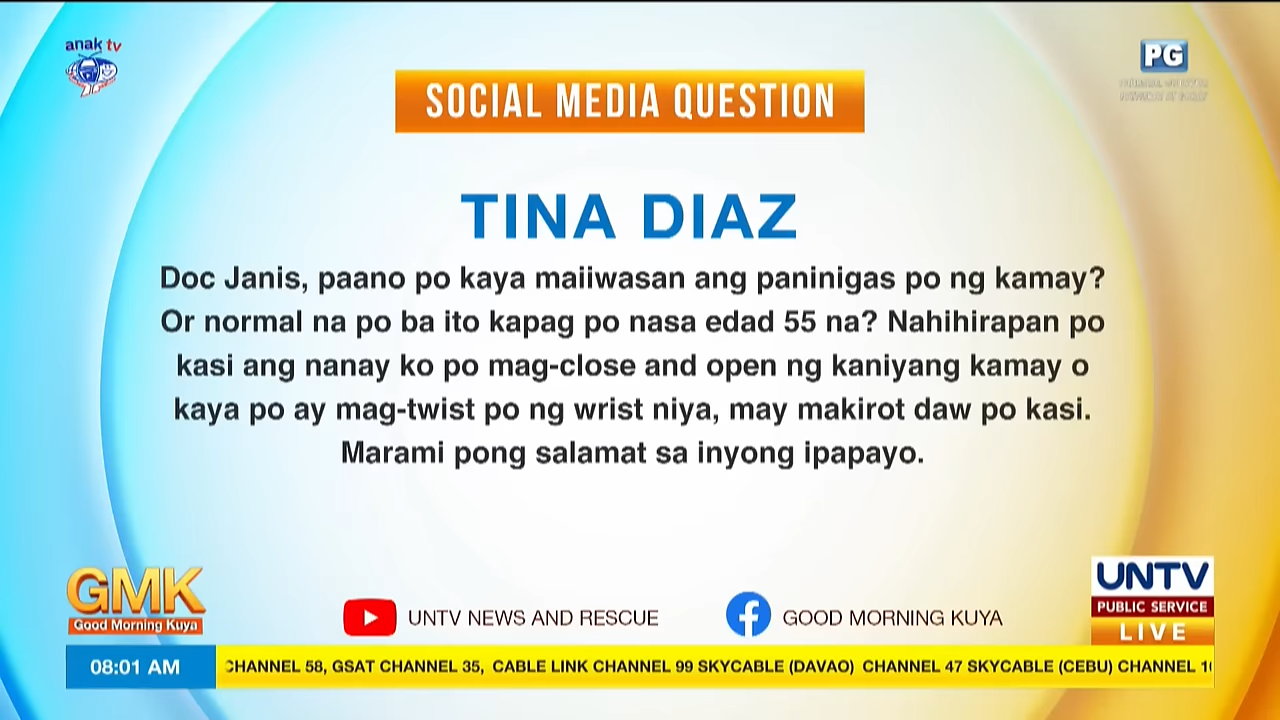 anak tv
PG
SOCIAL MEDIA QUESTION
TINA DIAZ
Doc Janis, paano po kaya maiiwasan ang paninigas po ng kamay?
Or normal na po ba ito kapag po nasa edad 55 na? Nahihirapan po
kasi ang nanay ko po mag-close and open ng kaniyang kamay o
kaya po ay mag-twist po ng wrist niya, may makirot daw po kasi.
Marami pong salamat sa inyong ipapayo.
GMK
Good Morning Kuya
UNTV NEWS AND RESCUE
GOOD MORNING KUYA
UNTV
PUBLIC SERVICE
LIVE
08:01 AM
CHANNEL 58, GSAT CHANNEL 35, CABLE LINK CHANNEL 99 SKYCABLE (DAVAO) CHANNEL 47 SKYCABLE (CEBU) CHANNEL